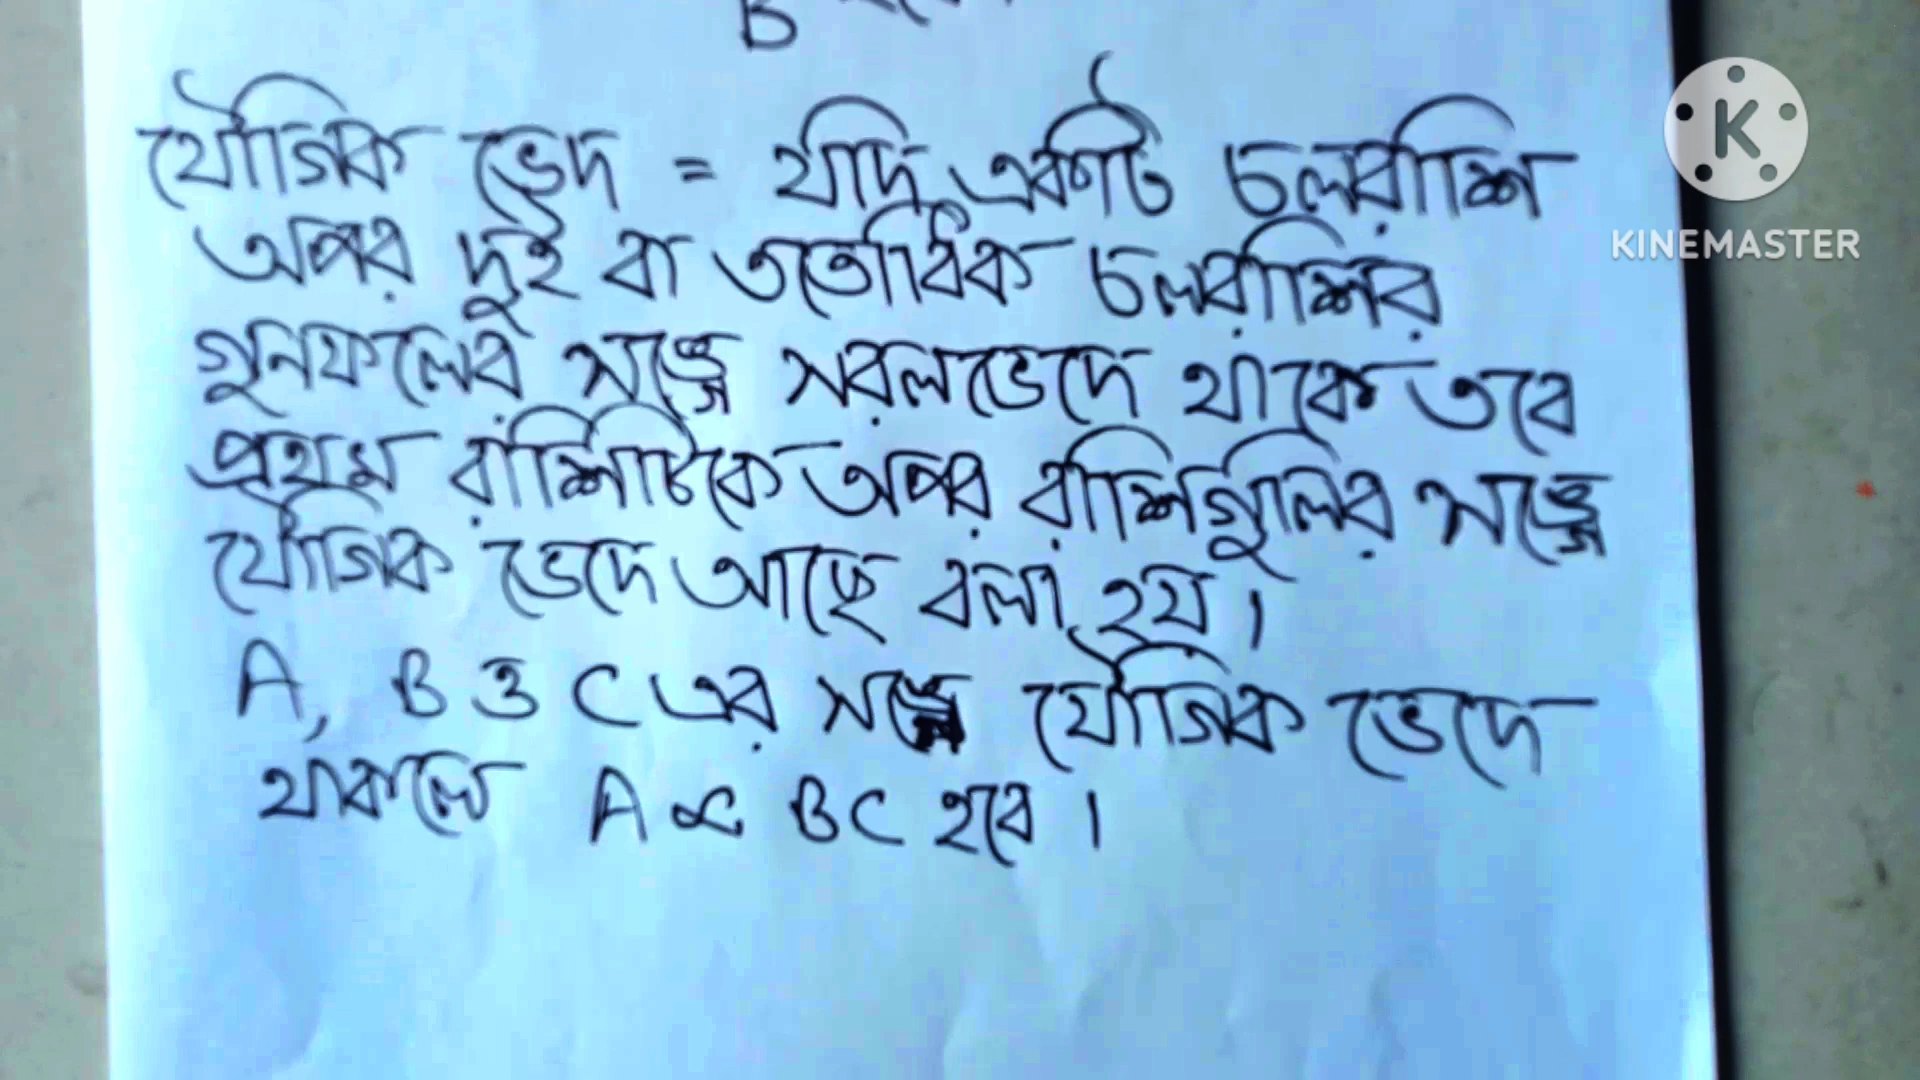 B
যৌগিক ভেদ = যদি একটি চলরাশি
অপর দুই বা ততোধিক চলরাশির
গুনফলের সঙ্গে সরলভেদে থাকে তবে
প্রথম রাশিটিকে অপর রাশিগুলির সঙ্গে
যৌগিক ভেদে আছে বলা হয়।
A, B ও C এর সঙ্গে যৌগিক ভেদে
থাকলে A ∝ BC হবে।
KINEMASTER